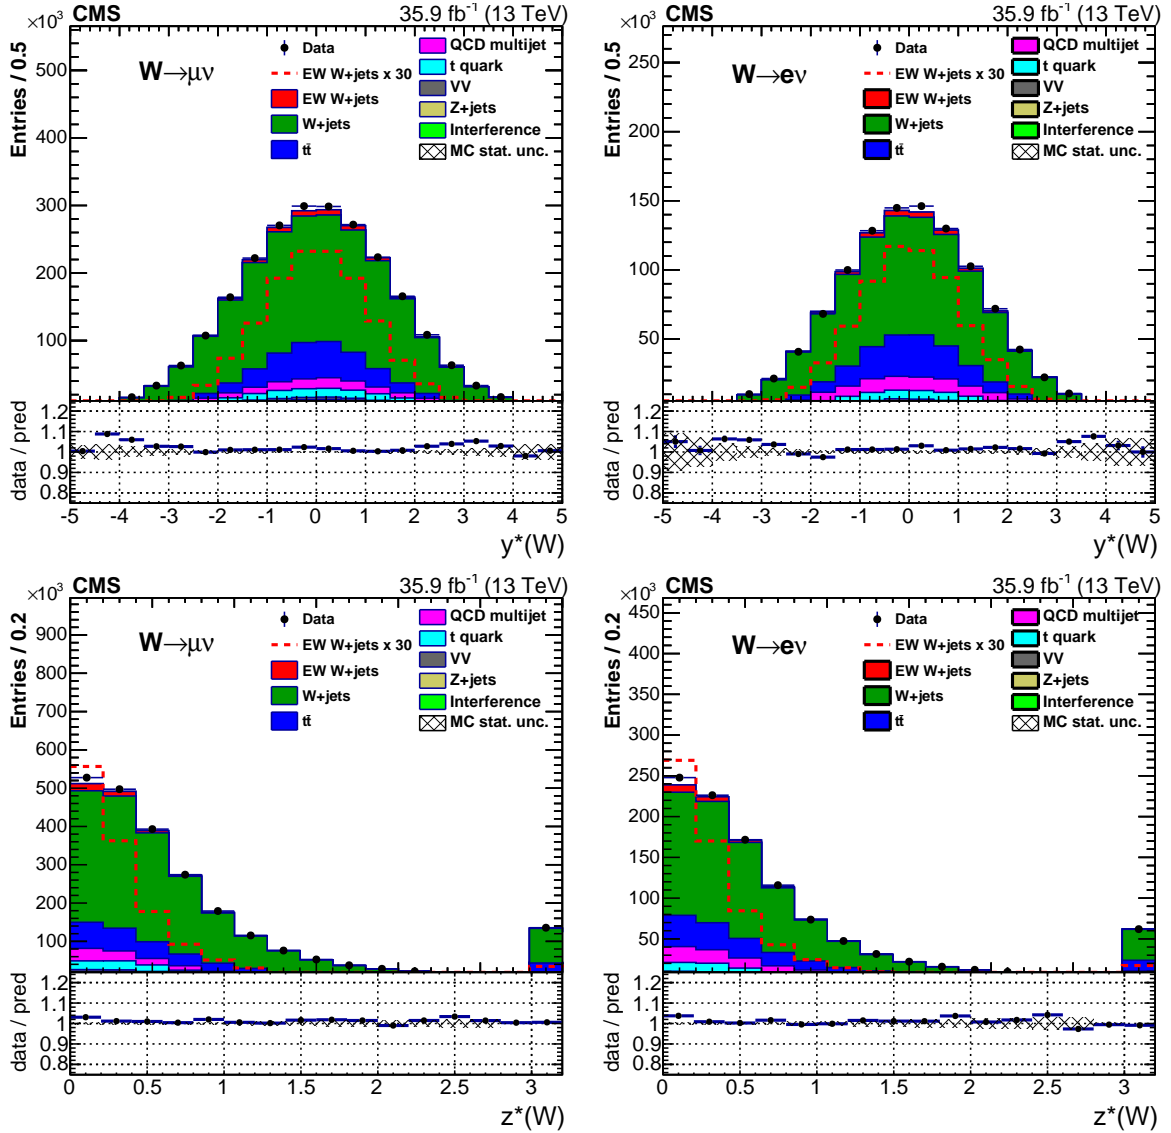 ×10³ CMS 35.9 fb⁻¹ (13 TeV)
Entries / 0.5
500
400
300
200
100
W→μν
Data
EW W+jets x 30
EW W+jets
W+jets
tt̄
QCD multijet
t quark
VV
Z+jets
Interference
MC stat. unc.
data / pred
1.2
1.1
1
0.9
0.8
-5 -4 -3 -2 -1 0 1 2 3 4 5
y*(W)
×10³ CMS 35.9 fb⁻¹ (13 TeV)
Entries / 0.5
250
200
150
100
50
W→eν
Data
EW W+jets x 30
EW W+jets
W+jets
tt̄
QCD multijet
t quark
VV
Z+jets
Interference
MC stat. unc.
data / pred
1.2
1.1
1
0.9
0.8
-5 -4 -3 -2 -1 0 1 2 3 4 5
y*(W)
×10³ CMS 35.9 fb⁻¹ (13 TeV)
Entries / 0.2
900
800
700
600
500
400
300
200
100
W→μν
Data
EW W+jets x 30
EW W+jets
W+jets
tt̄
QCD multijet
t quark
VV
Z+jets
Interference
MC stat. unc.
data / pred
1.2
1.1
1
0.9
0.8
0 0.5 1 1.5 2 2.5 3
z*(W)
×10³ CMS 35.9 fb⁻¹ (13 TeV)
Entries / 0.2
450
400
350
300
250
200
150
100
50
W→eν
Data
EW W+jets x 30
EW W+jets
W+jets
tt̄
QCD multijet
t quark
VV
Z+jets
Interference
MC stat. unc.
data / pred
1.2
1.1
1
0.9
0.8
0 0.5 1 1.5 2 2.5 3
z*(W)